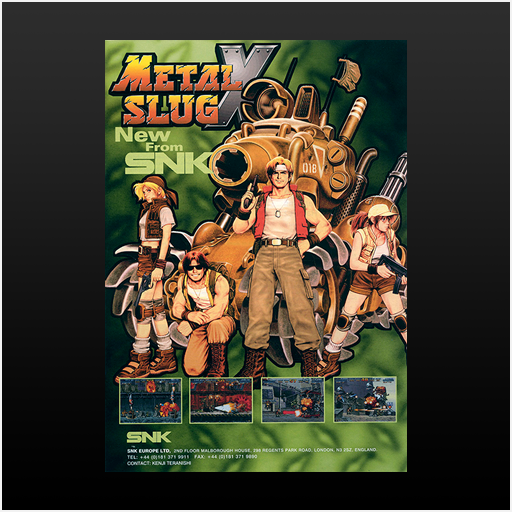 METAL
SLUG X
New
From
SNK
018
SNK
SNK EUROPE LTD, 2ND FLOOR MALBOROUGH HOUSE, 298 REGENTS PARK ROAD, LONDON, N3 2SZ, ENGLAND.
TEL: +44 (0)181 371 9911 FAX: +44 (0)181 371 9890
CONTACT: KENJI TERANISHI